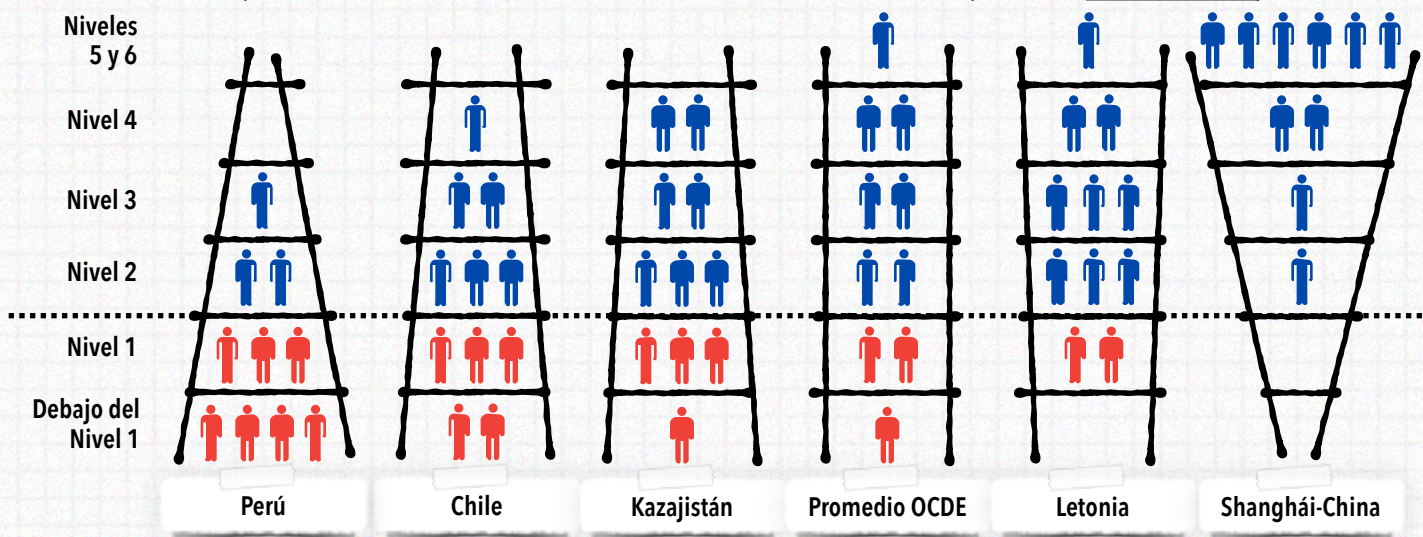 Niveles
5 y 6
Nivel 4
Nivel 3
Nivel 2
Nivel 1
Debajo del
Nivel 1
Perú
Chile
Kazajistán
Promedio OCDE
Letonia
Shanghái-China